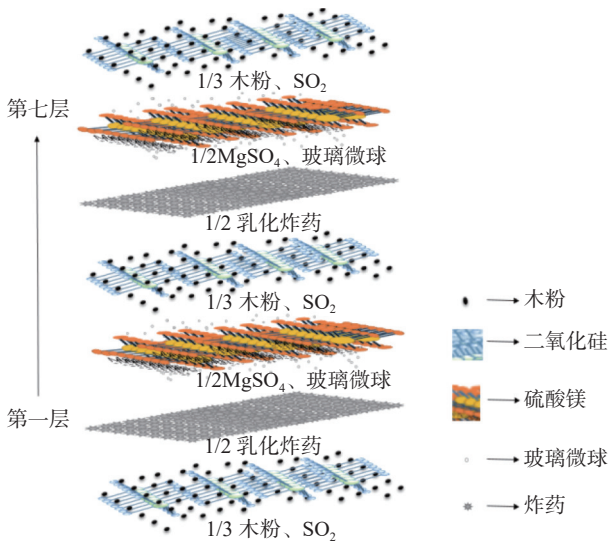 1/3 木粉、SO₂
第七层
1/2MgSO₄、玻璃微球
1/2 乳化炸药
1/3 木粉、SO₂
1/2MgSO₄、玻璃微球
第一层
1/2 乳化炸药
1/3 木粉、SO₂
木粉
二氧化硅
硫酸镁
玻璃微球
炸药